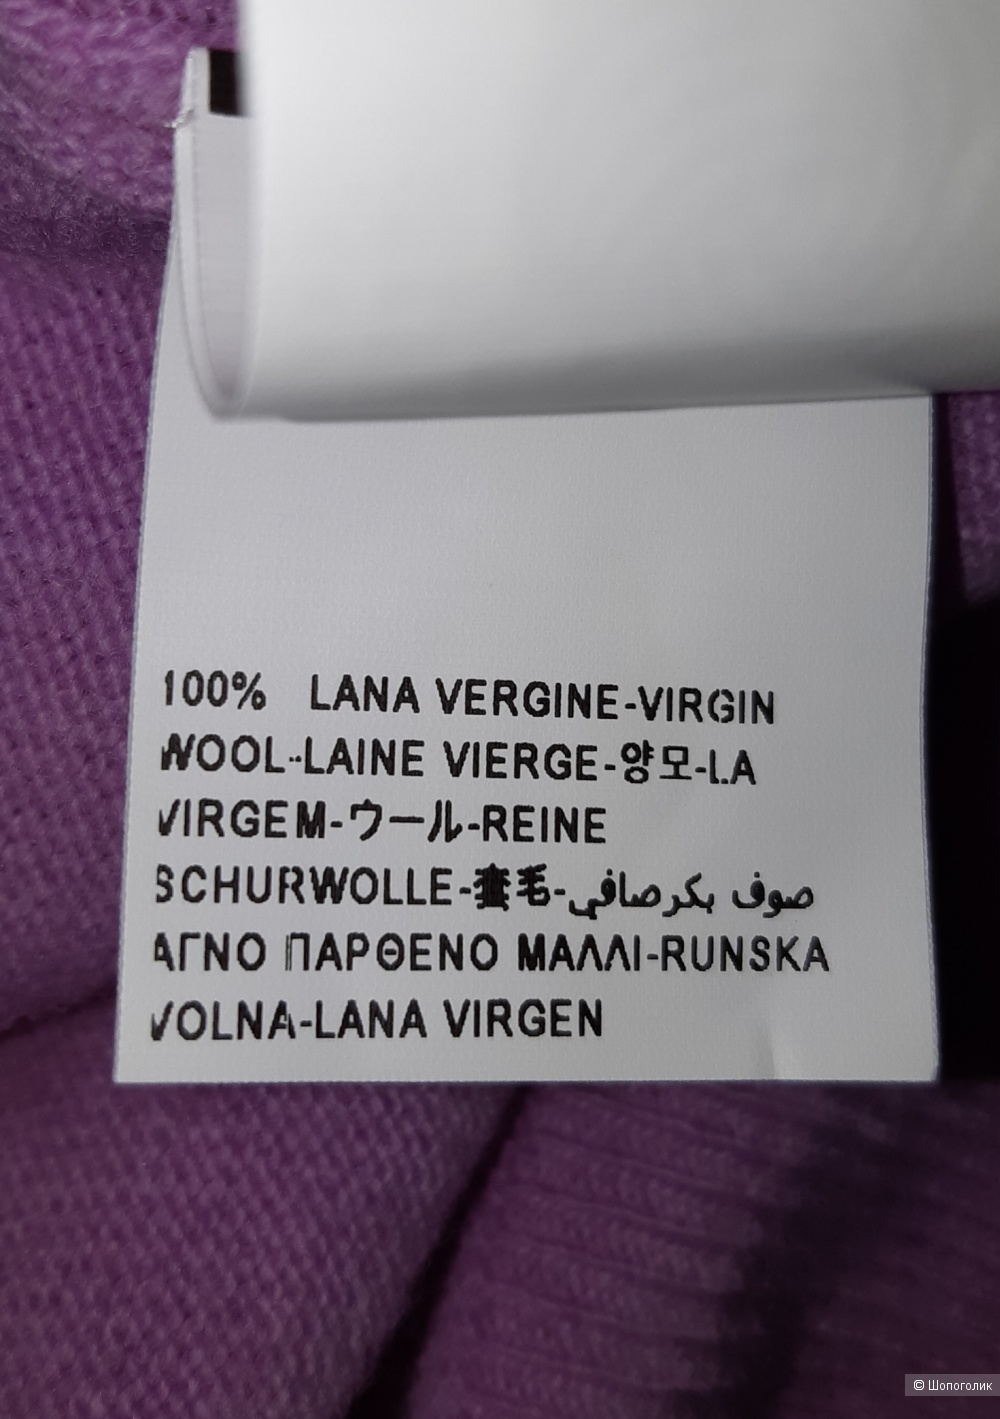 100% LANA VERGINE-VIRGIN
WOOL-LAINE VIERGE-양모-LA
VIRGEM-ウール-REINE
SCHURWOLLE-毛-صوف بكرصافي
ΑΓΝΟ ΠΑΡΘΕΝΟ ΜΑΛΛΙ-RUNSKA
VOLNA-LANA VIRGEN
© Шопоголик